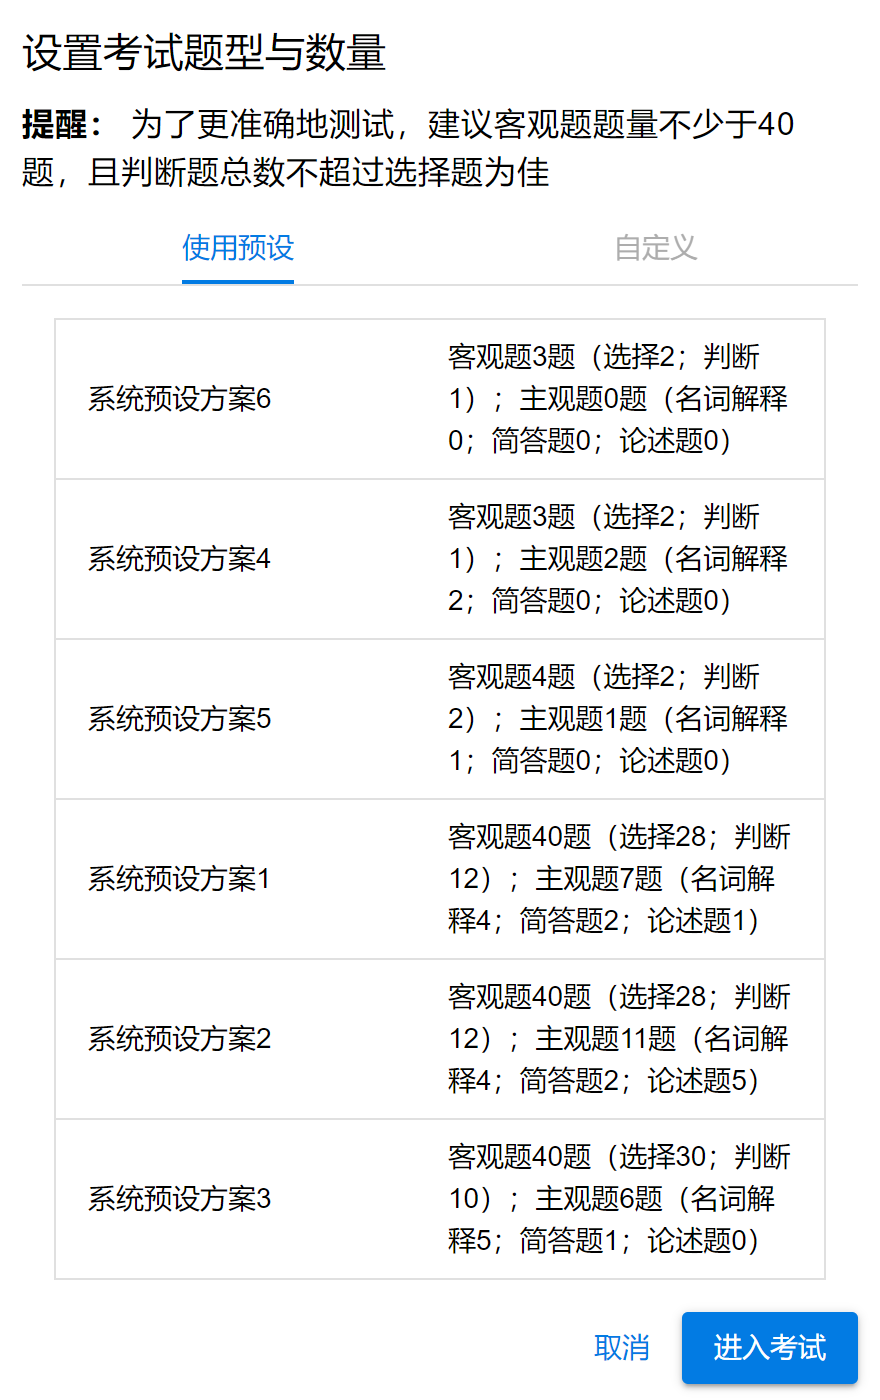 设置考试题型与数量
提醒： 为了更准确地测试，建议客观题题量不少于40
题，且判断题总数不超过选择题为佳
使用预设 自定义
客观题3题（选择2；判断
系统预设方案6 1）；主观题0题（名词解释
0；简答题0；论述题0）
客观题3题（选择2；判断
系统预设方案4 1）；主观题2题（名词解释
2；简答题0；论述题0）
客观题4题（选择2；判断
系统预设方案5 2）；主观题1题（名词解释
1；简答题0；论述题0）
客观题40题（选择28；判断
系统预设方案1 12）；主观题7题（名词解
释4；简答题2；论述题1）
客观题40题（选择28；判断
系统预设方案2 12）；主观题11题（名词解
释4；简答题2；论述题5）
客观题40题（选择30；判断
系统预设方案3 10）；主观题6题（名词解
释5；简答题1；论述题0）
取消 进入考试